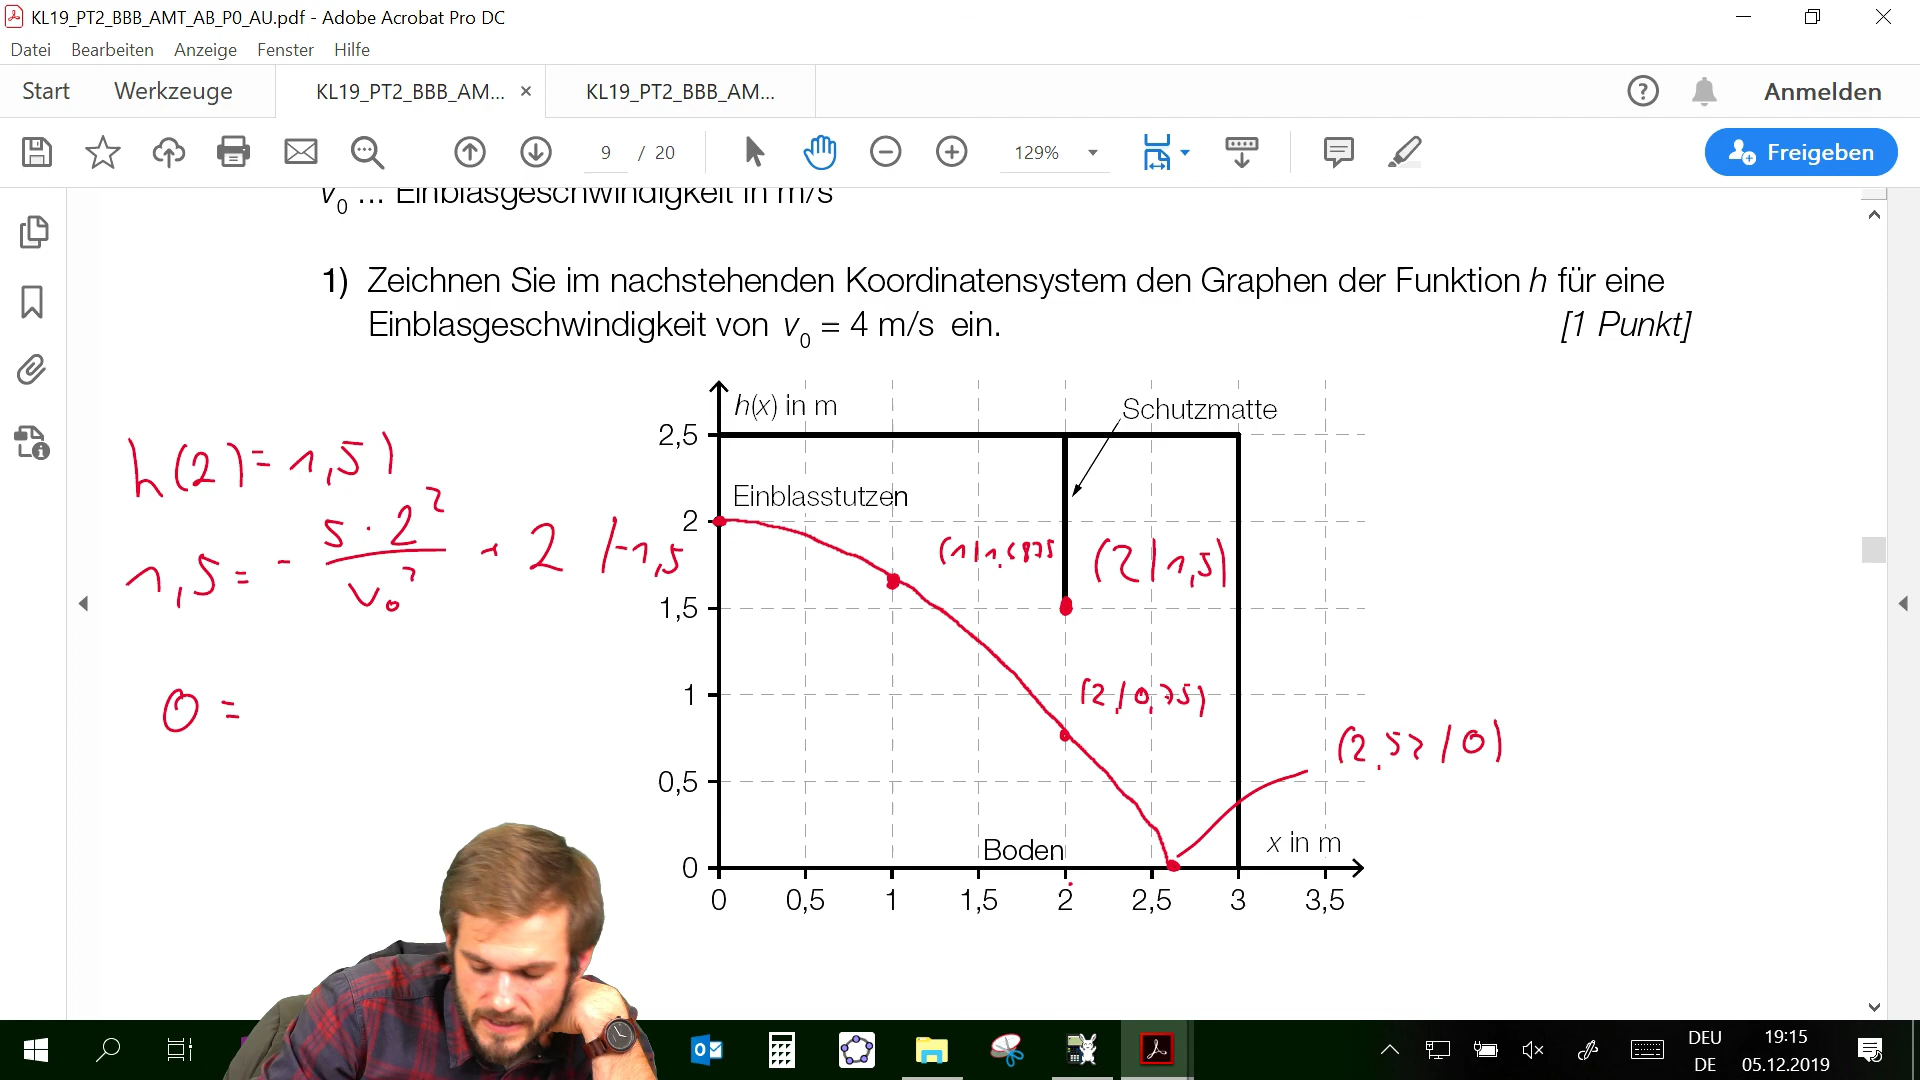 KL19_PT2_BBB_AMT_AB_P0_AU.pdf - Adobe Acrobat Pro DC
Datei Bearbeiten Anzeige Fenster Hilfe
Start Werkzeuge KL19_PT2_BBB_AM... × KL19_PT2_BBB_AM... Anmelden
9 / 20 129% Freigeben
v0 ... Einblasgeschwindigkeit in m/s
1) Zeichnen Sie im nachstehenden Koordinatensystem den Graphen der Funktion h für eine
Einblasgeschwindigkeit von v0 = 4 m/s ein. [1 Punkt]
h(x) in m
Schutzmatte
Einblasstutzen
Boden
x in m
2,5
2
1,5
1
0,5
0
0 0,5 1 1,5 2 2,5 3 3,5
h(2) = 1,5
1,5 = - 5 · 2² / v0² + 2 |-1,5
0 =
(1|1,6875
(2|1,5)
(2|0,75)
(2,52|0)
DEU 19:15
DE 05.12.2019